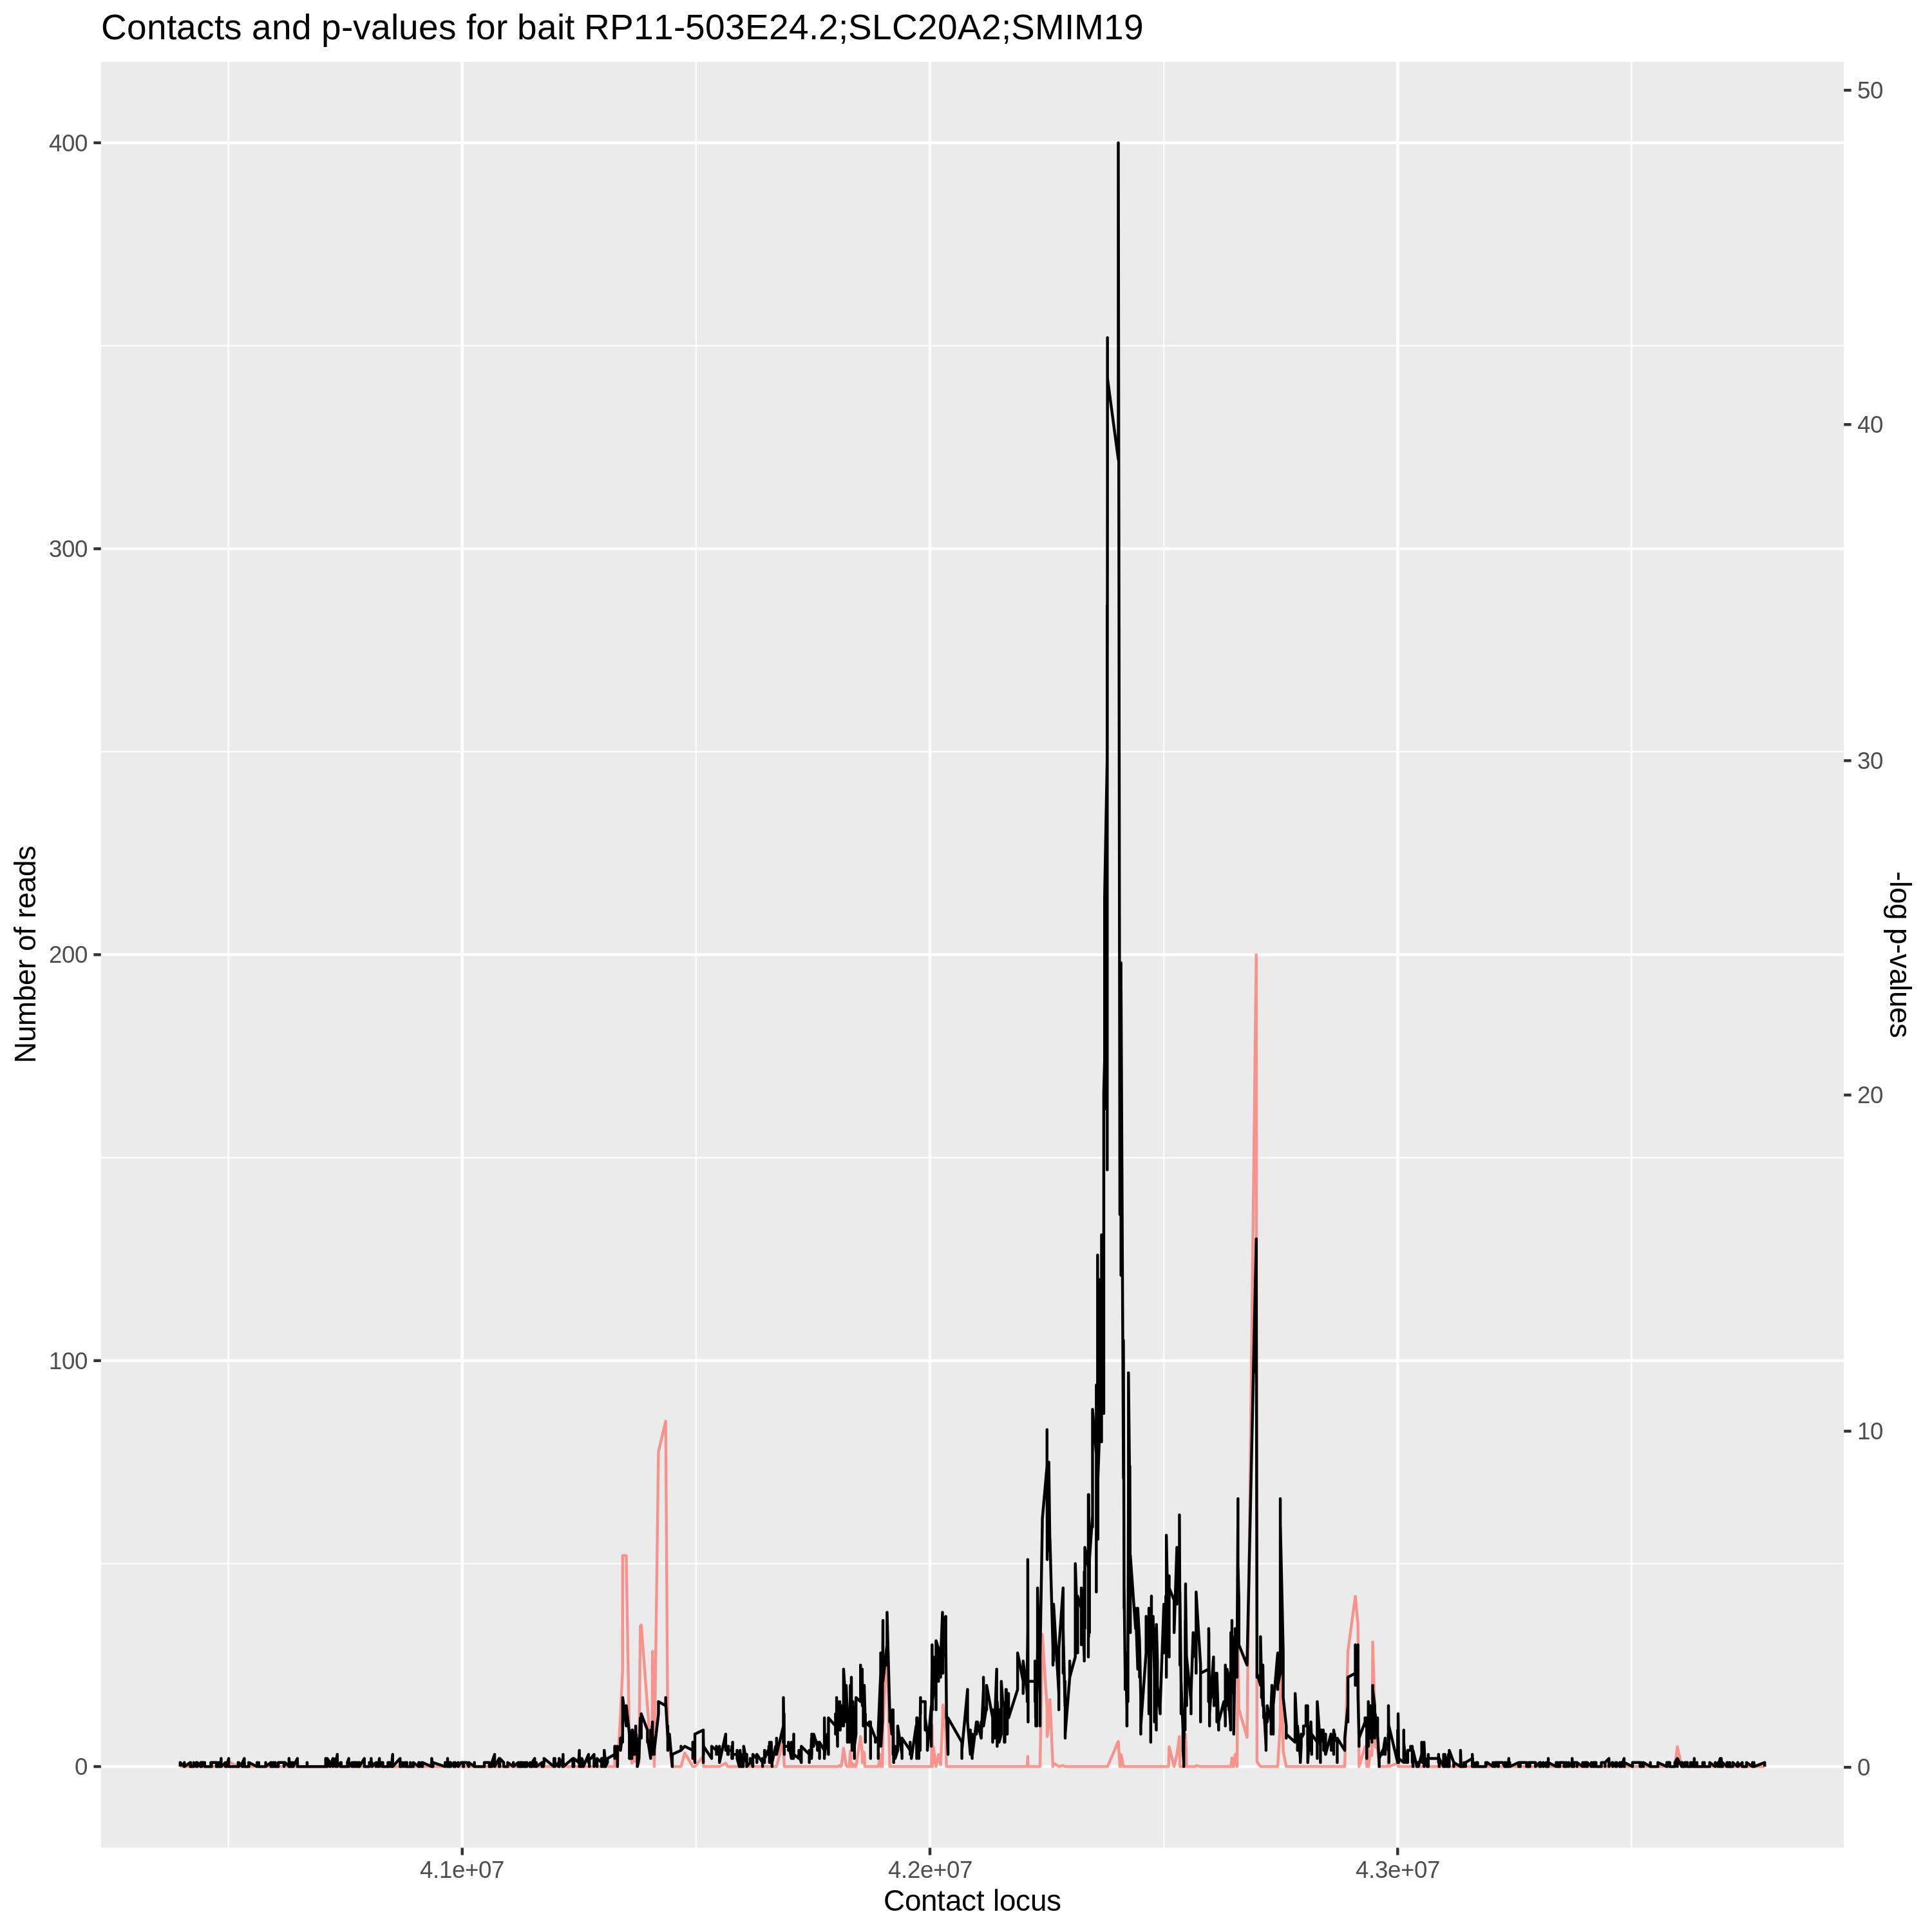 Contacts and p-values for bait RP11-503E24.2;SLC20A2;SMIM19
Number of reads
400
300
200
100
0
50
40
30
20
10
0
-log p-values
4.1e+07
4.2e+07
4.3e+07
Contact locus